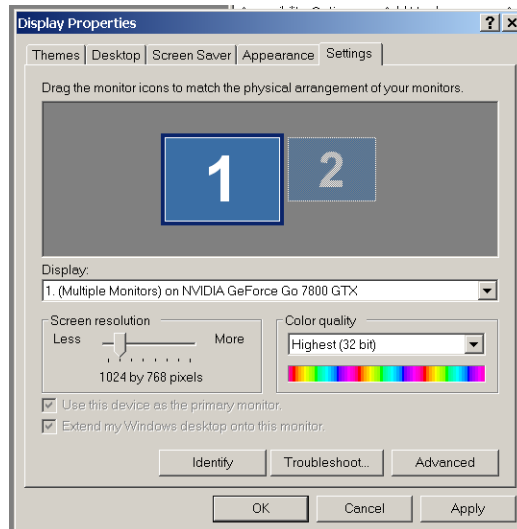 Display Properties
Themes Desktop Screen Saver Appearance Settings
Drag the monitor icons to match the physical arrangement of your monitors.
1 2
Display:
1. (Multiple Monitors) on NVIDIA GeForce Go 7800 GTX
Screen resolution
Less More
1024 by 768 pixels
Color quality
Highest (32 bit)
Use this device as the primary monitor.
Extend my Windows desktop onto this monitor.
Identify Troubleshoot... Advanced
OK Cancel Apply